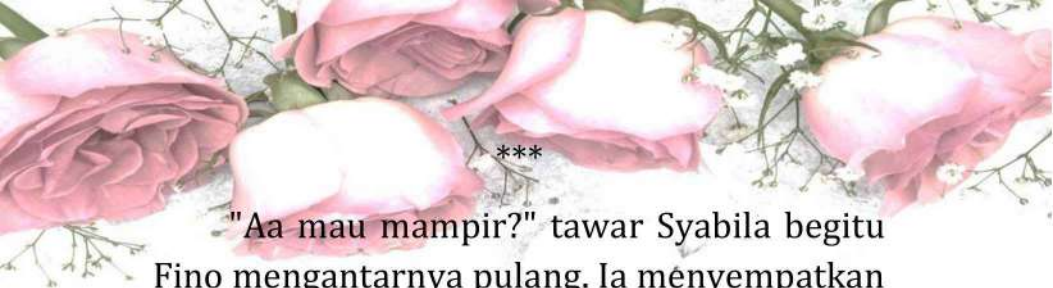 ***
"Aa mau mampir?" tawar Syabila begitu
Fino mengantarnya pulang. Ia menyempatkan